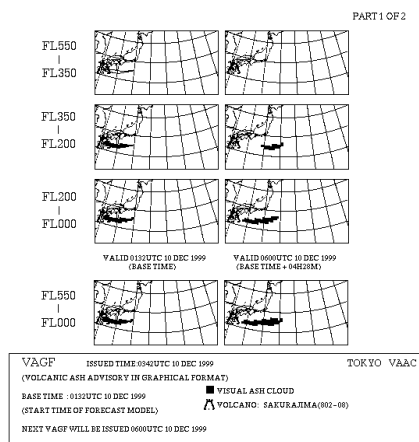 PART 1 OF 2
FL550
|
FL350
FL350
|
FL200
FL200
|
FL000
VALID 0132UTC 10 DEC 1999
(BASE TIME)
VALID 0600UTC 10 DEC 1999
(BASE TIME + 04H28M)
FL550
|
FL000
VAGF ISSUED TIME:0342UTC 10 DEC 1999 TOKYO VAAC
(VOLCANIC ASH ADVISORY IN GRAPHICAL FORMAT)
VISUAL ASH CLOUD
BASE TIME : 0132UTC 10 DEC 1999
VOLCANO: SAKURAJIMA(802-08)
(START TIME OF FORECAST MODEL)
NEXT VAGF WILL BE ISSUED 0600UTC 10 DEC 1999